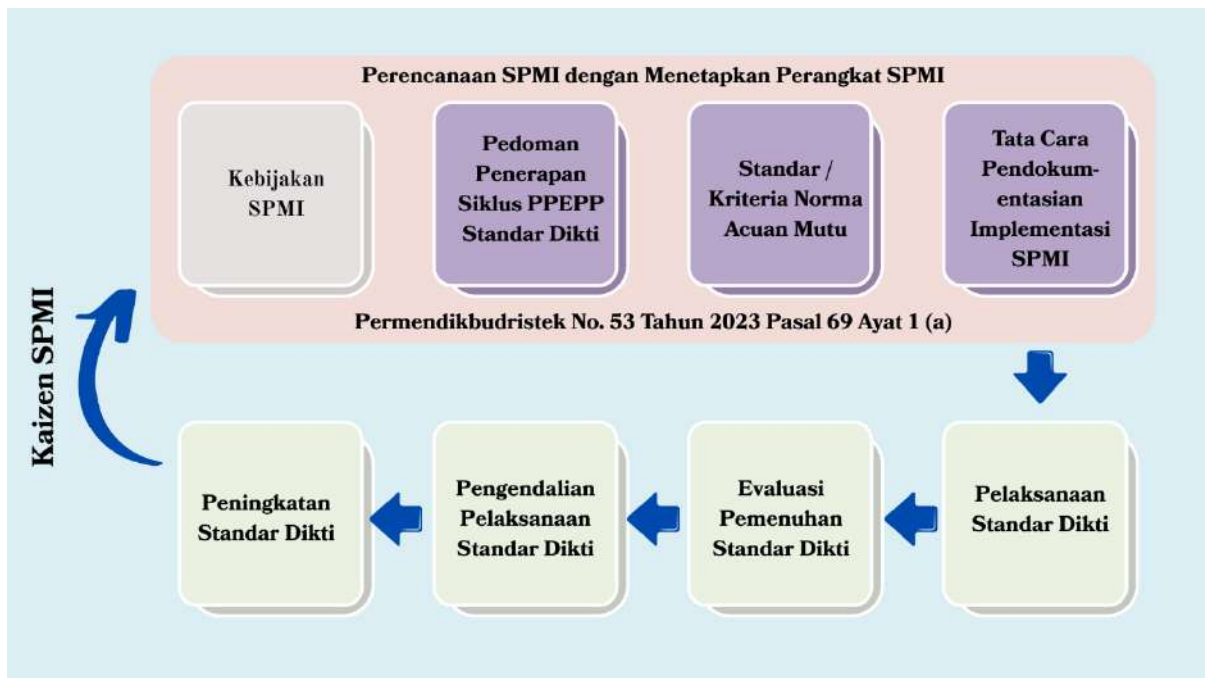 Perencanaan SPMI dengan Menetapkan Perangkat SPMI
Kebijakan
SPMI
Pedoman
Penerapan
Siklus PPEPP
Standar Dikti
Standar /
Kriteria Norma
Acuan Mutu
Tata Cara
Pendokum-
entasian
Implementasi
SPMI
Permendikbudristek No. 53 Tahun 2023 Pasal 69 Ayat 1 (a)
Kaizen SPMI
Peningkatan
Standar Dikti
Pengendalian
Pelaksanaan
Standar Dikti
Evaluasi
Pemenuhan
Standar Dikti
Pelaksanaan
Standar Dikti